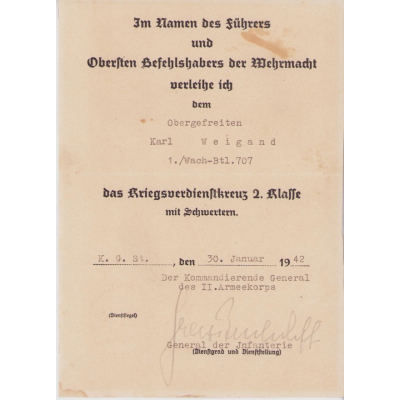 Im Namen des Führers
und
Obersten Befehlshabers der Wehrmacht
verleihe ich
dem
Obergefreiten
Karl Weigand
1./Wach-Btl.707
das Kriegsverdienstkreuz 2. Klasse
mit Schwertern.
K. G. St. , den 30. Januar 1942
Der Kommandierende General
des II.Armeekorps
(Dienstsiegel)
General der Jnfanterie
(Dienstgrad und Dienststellung)